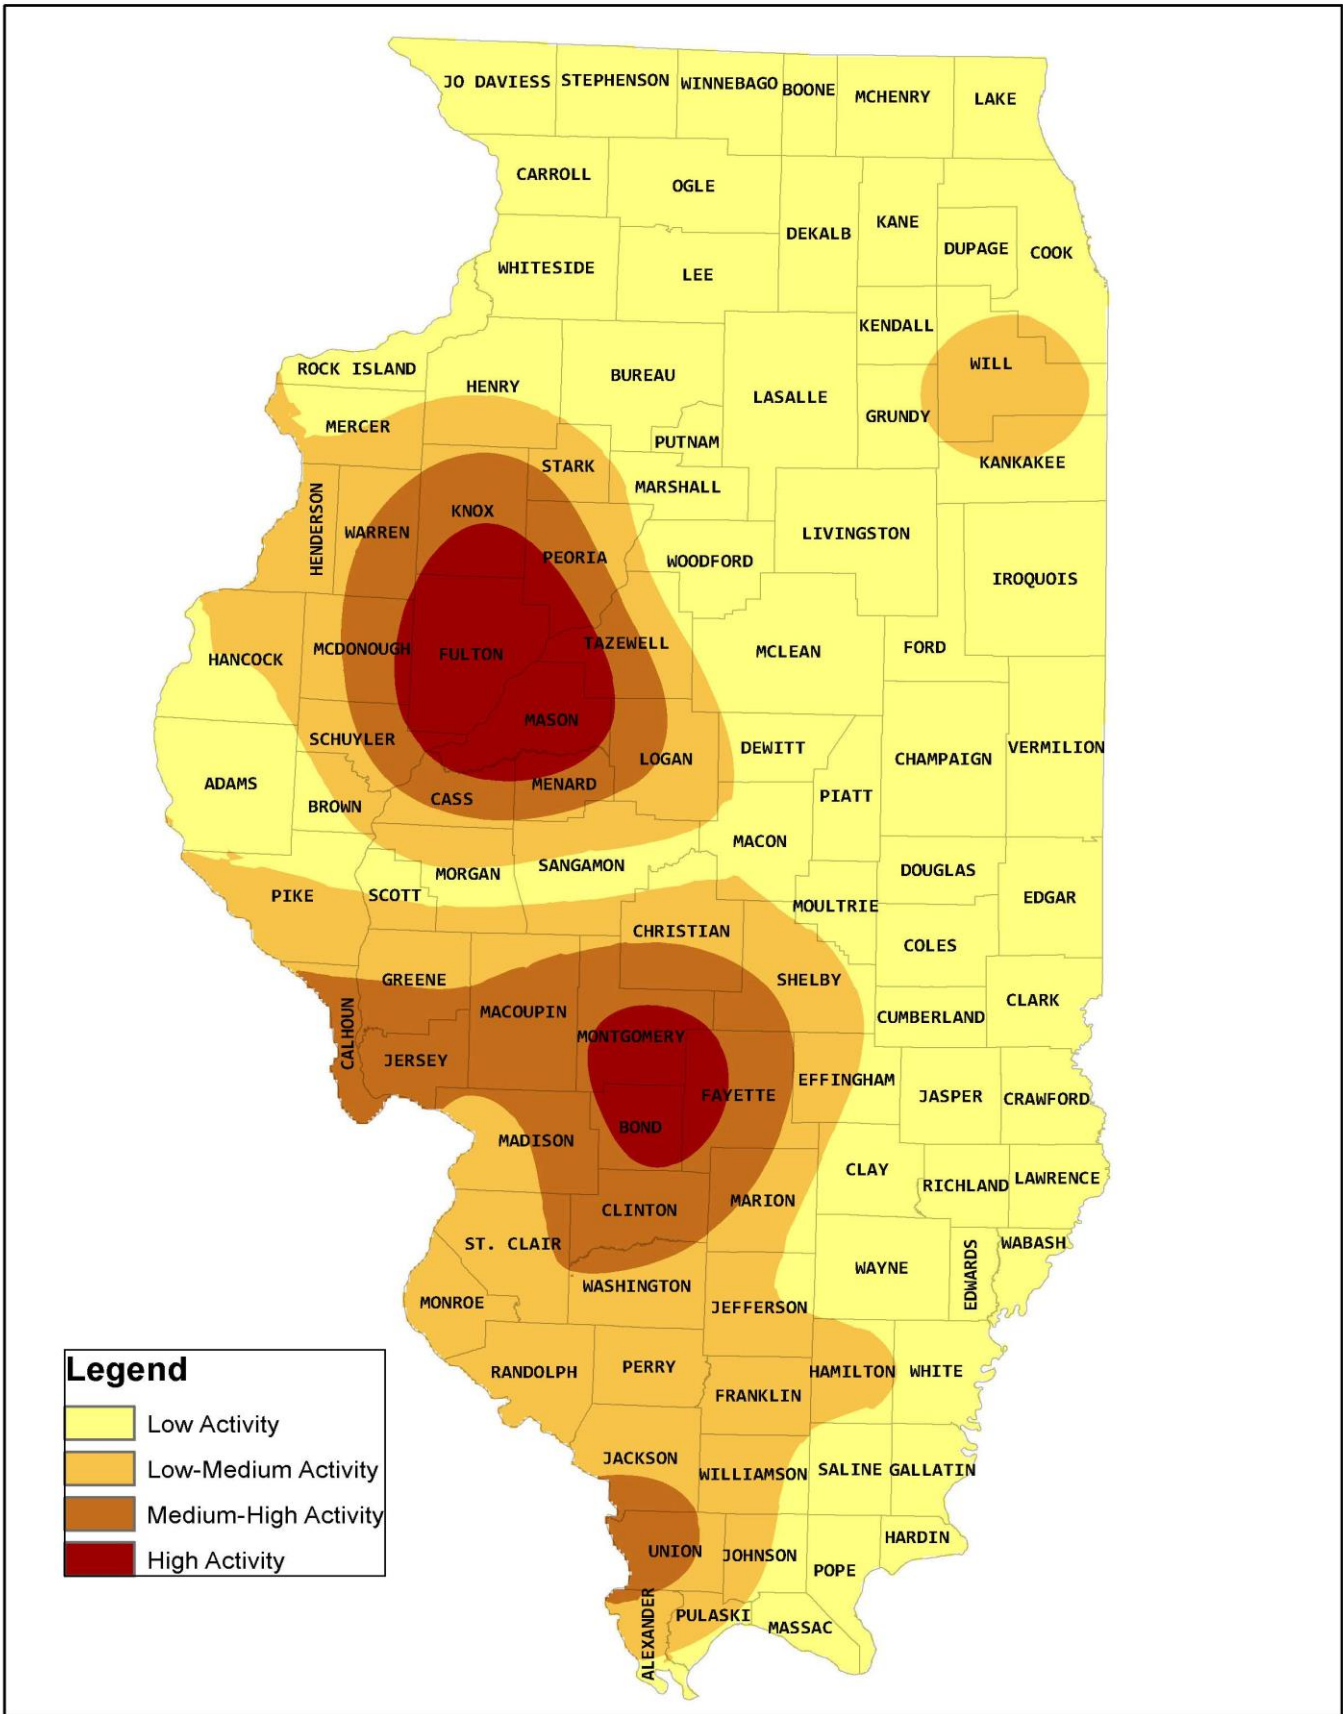 JO DAVIESS
STEPHENSON
WINNEBAGO
BOONE
MCHENRY
LAKE
CARROLL
OGLE
DEKALB
KANE
DUPAGE
COOK
WHITESIDE
LEE
KENDALL
WILL
ROCK ISLAND
HENRY
BUREAU
LASALLE
GRUNDY
MERCER
PUTNAM
KANKAKEE
STARK
MARSHALL
HENDERSON
WARREN
KNOX
PEORIA
WOODFORD
LIVINGSTON
IROQUOIS
HANCOCK
MCDONOUGH
FULTON
TAZEWELL
MCLEAN
FORD
SCHUYLER
MASON
LOGAN
DEWITT
CHAMPAIGN
VERMILION
ADAMS
BROWN
CASS
MENARD
PIATT
MACON
PIKE
SCOTT
MORGAN
SANGAMON
MOULTRIE
DOUGLAS
EDGAR
CHRISTIAN
COLES
GREENE
SHELBY
CALHOUN
MACOUPIN
CUMBERLAND
CLARK
JERSEY
MONTGOMERY
FAYETTE
EFFINGHAM
JASPER
CRAWFORD
MADISON
BOND
CLAY
RICHLAND
LAWRENCE
CLINTON
MARION
ST. CLAIR
WABASH
MONROE
WASHINGTON
JEFFERSON
WAYNE
EDWARDS
RANDOLPH
PERRY
FRANKLIN
HAMILTON
WHITE
JACKSON
WILLIAMSON
SALINE
GALLATIN
UNION
JOHNSON
POPE
HARDIN
ALEXANDER
PULASKI
MASSAC
Legend
Low Activity
Low-Medium Activity
Medium-High Activity
High Activity